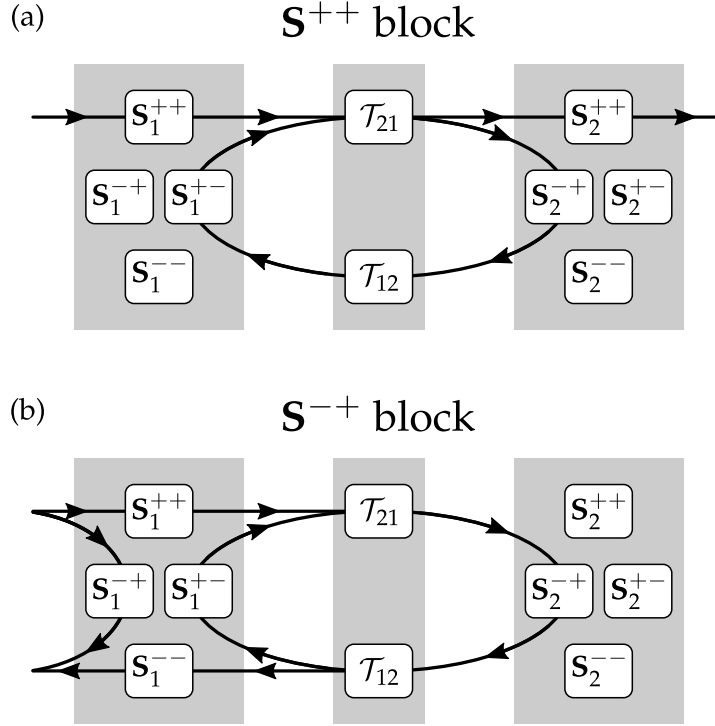 (a)
S⁺⁺ block
S₁⁺⁺ 𝒯₂₁ S₂⁺⁺
S₁⁻⁺ S₁⁺⁻ S₂⁻⁺ S₂⁺⁻
S₁⁻⁻ 𝒯₁₂ S₂⁻⁻
(b)
S⁻⁺ block
S₁⁺⁺ 𝒯₂₁ S₂⁺⁺
S₁⁻⁺ S₁⁺⁻ S₂⁻⁺ S₂⁺⁻
S₁⁻⁻ 𝒯₁₂ S₂⁻⁻